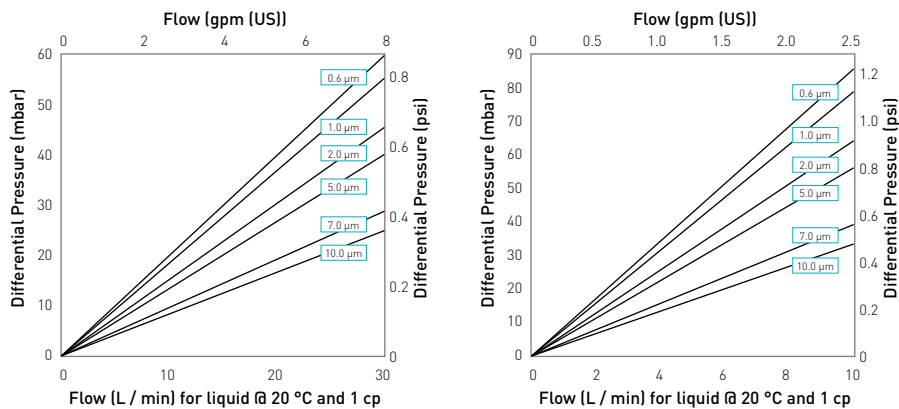 Flow (gpm (US))
0 2 4 6 8
60
50
40
30
20
10
0
Differential Pressure (mbar)
0.6 µm
1.0 µm
2.0 µm
5.0 µm
7.0 µm
10.0 µm
0.8
0.6
0.4
0.2
0
Differential Pressure (psi)
0 10 20 30
Flow (L / min) for liquid @ 20 °C and 1 cp
Flow (gpm (US))
0 0.5 1.0 1.5 2.0 2.5
90
80
70
60
50
40
30
20
10
0
Differential Pressure (mbar)
0.6 µm
1.0 µm
2.0 µm
5.0 µm
7.0 µm
10.0 µm
1.2
1.0
0.8
0.6
0.4
0.2
0
Differential Pressure (psi)
0 2 4 6 8 10
Flow (L / min) for liquid @ 20 °C and 1 cp